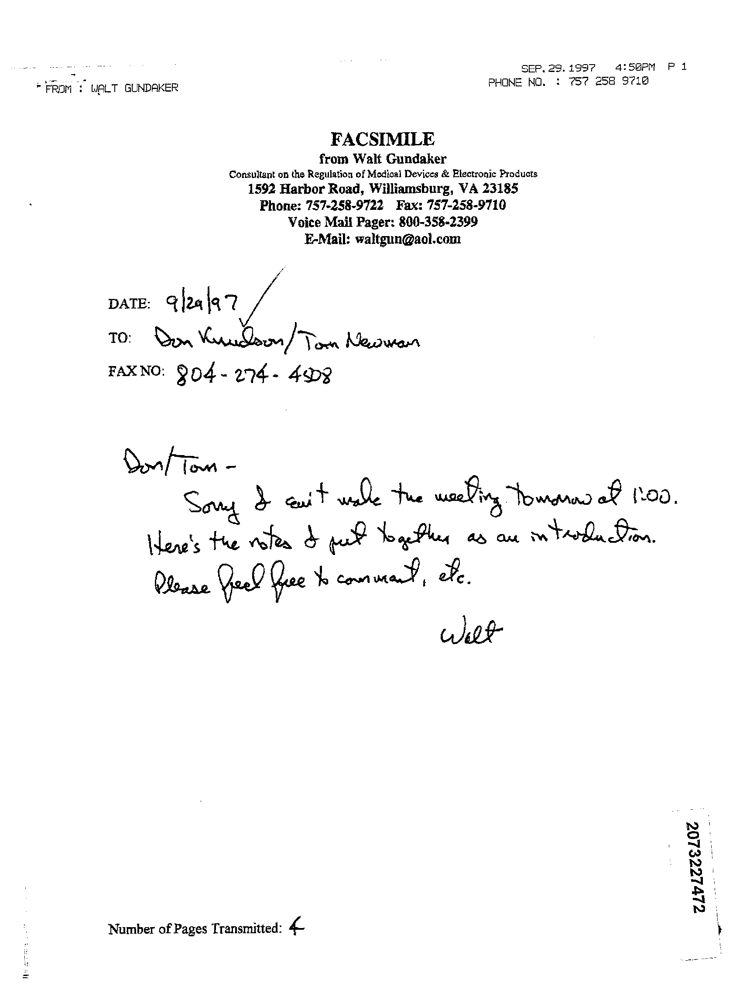 SEP.29.1997 4:50PM P 1
FROM : WALT GUNDAKER
PHONE NO. : 757 258 9710
FACSIMILE
from Walt Gundaker
Consultant on the Regulation of Medical Devices & Electronic Products
1592 Harbor Road, Williamsburg, VA 23185
Phone: 757-258-9722 Fax: 757-258-9710
Voice Mail Pager: 800-358-2399
E-Mail: waltgun@aol.com
DATE: 9/29/97
TO: Don Knudson/Tom Newman
FAX NO: 804-274-
Don/Tom -
Sorry I can't make the meeting tomorrow at 1:00.
Here's the notes I put together as an introduction.
Please feel free to comment, etc.
Walt
2073227472
Number of Pages Transmitted: 4